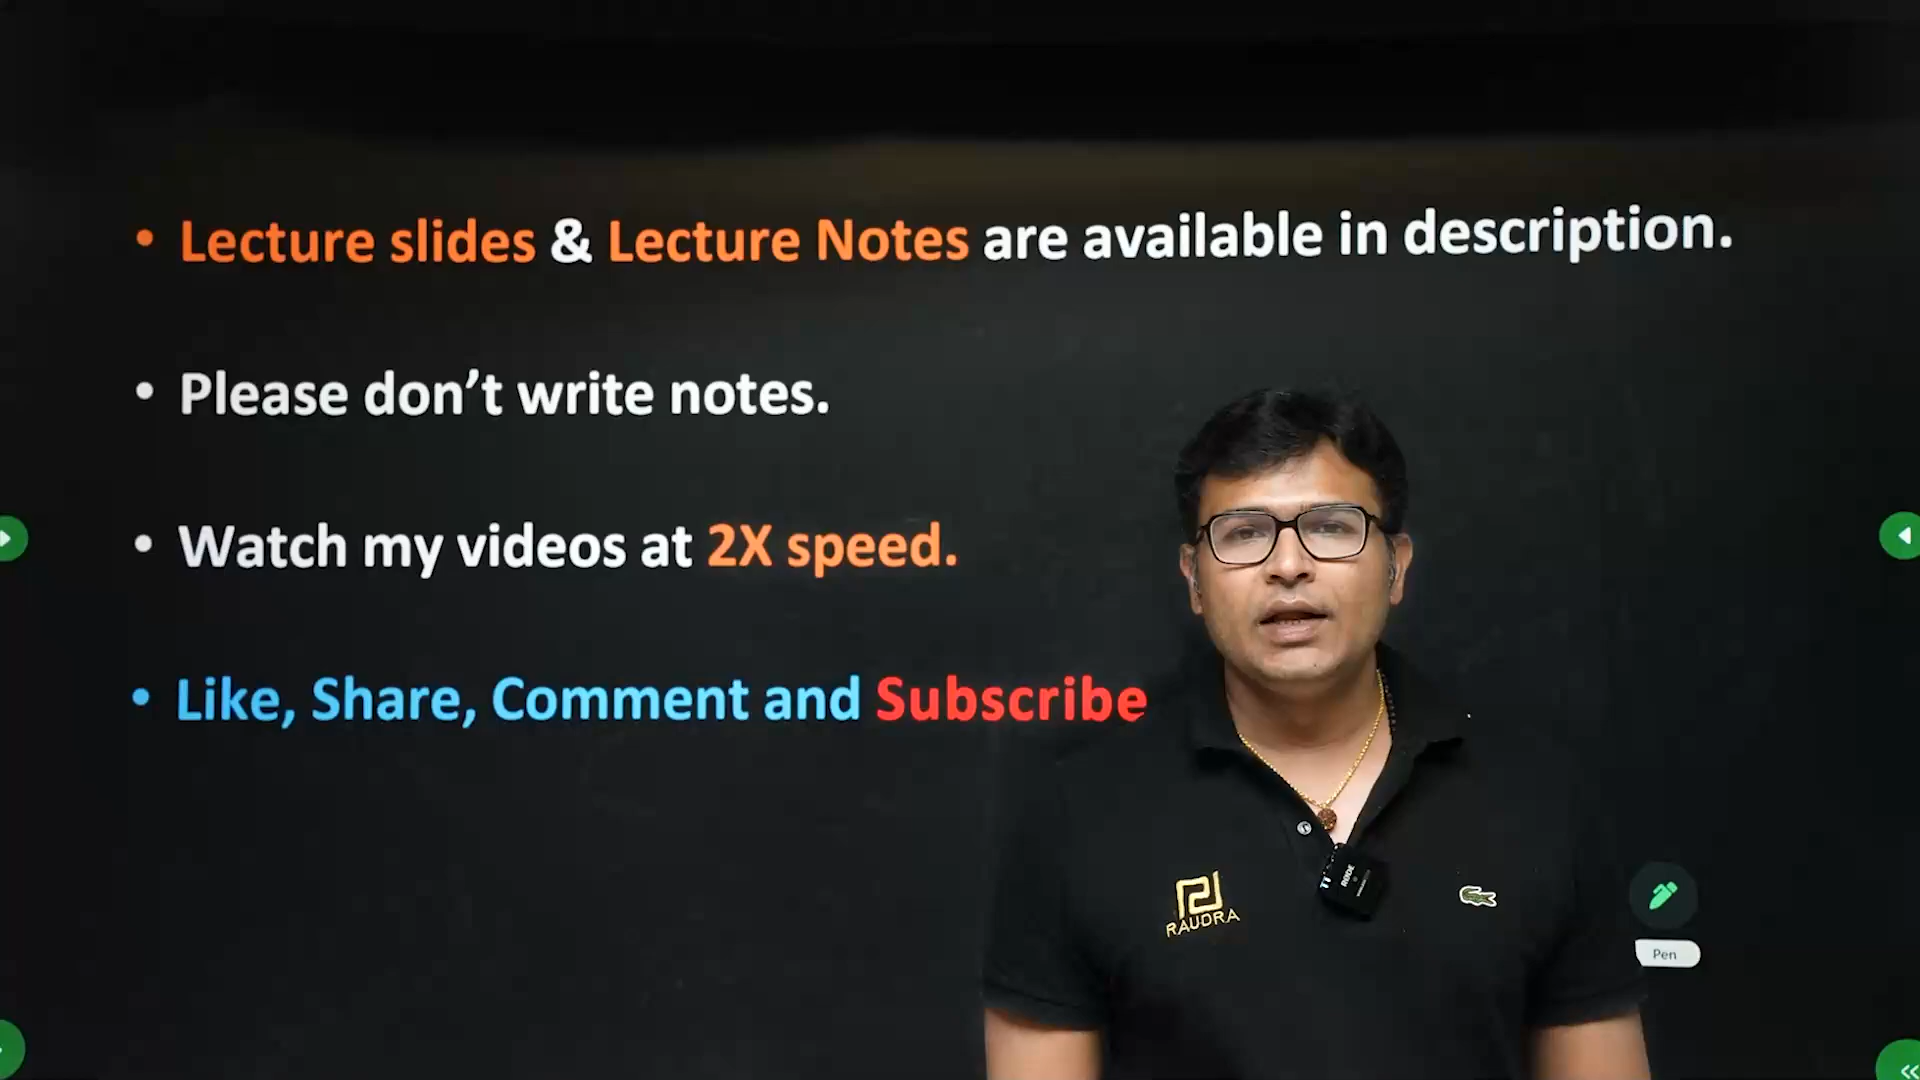 • Lecture slides & Lecture Notes are available in description.
• Please don’t write notes.
• Watch my videos at 2X speed.
• Like, Share, Comment and Subscribe
RØDE
RAUDRA
Pen